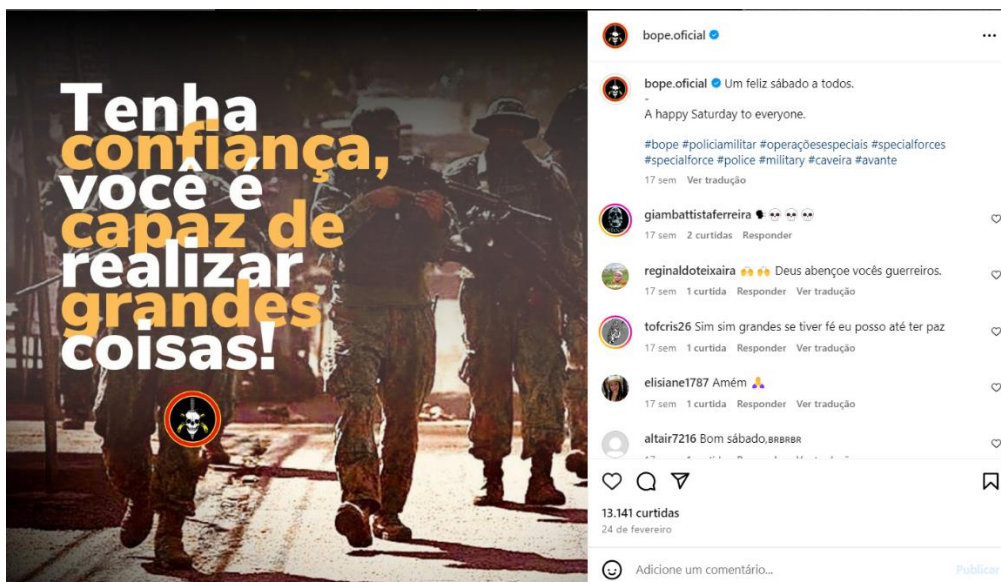 Tenha
confiança,
você é
capaz de
realizar
grandes
coisas!
bope.oficial
bope.oficial Um feliz sábado a todos.
-
A happy Saturday to everyone.
#bope #policiamilitar #operaçõesespeciais #specialforces
#specialforce #police #military #caveira #avante
17 sem Ver tradução
giambattistaferreira 🗣💀💀💀
17 sem 2 curtidas Responder
reginaldoteixaira 🙌🙌 Deus abençoe vocês guerreiros.
17 sem 1 curtida Responder Ver tradução
tofcris26 Sim sim grandes se tiver fé eu posso até ter paz
17 sem 1 curtida Responder Ver tradução
elisiane1787 Amém 🙏
17 sem 1 curtida Responder Ver tradução
altair7216 Bom sábado,BRBRBR
13.141 curtidas
24 de fevereiro
Adicione um comentário...
Publicar